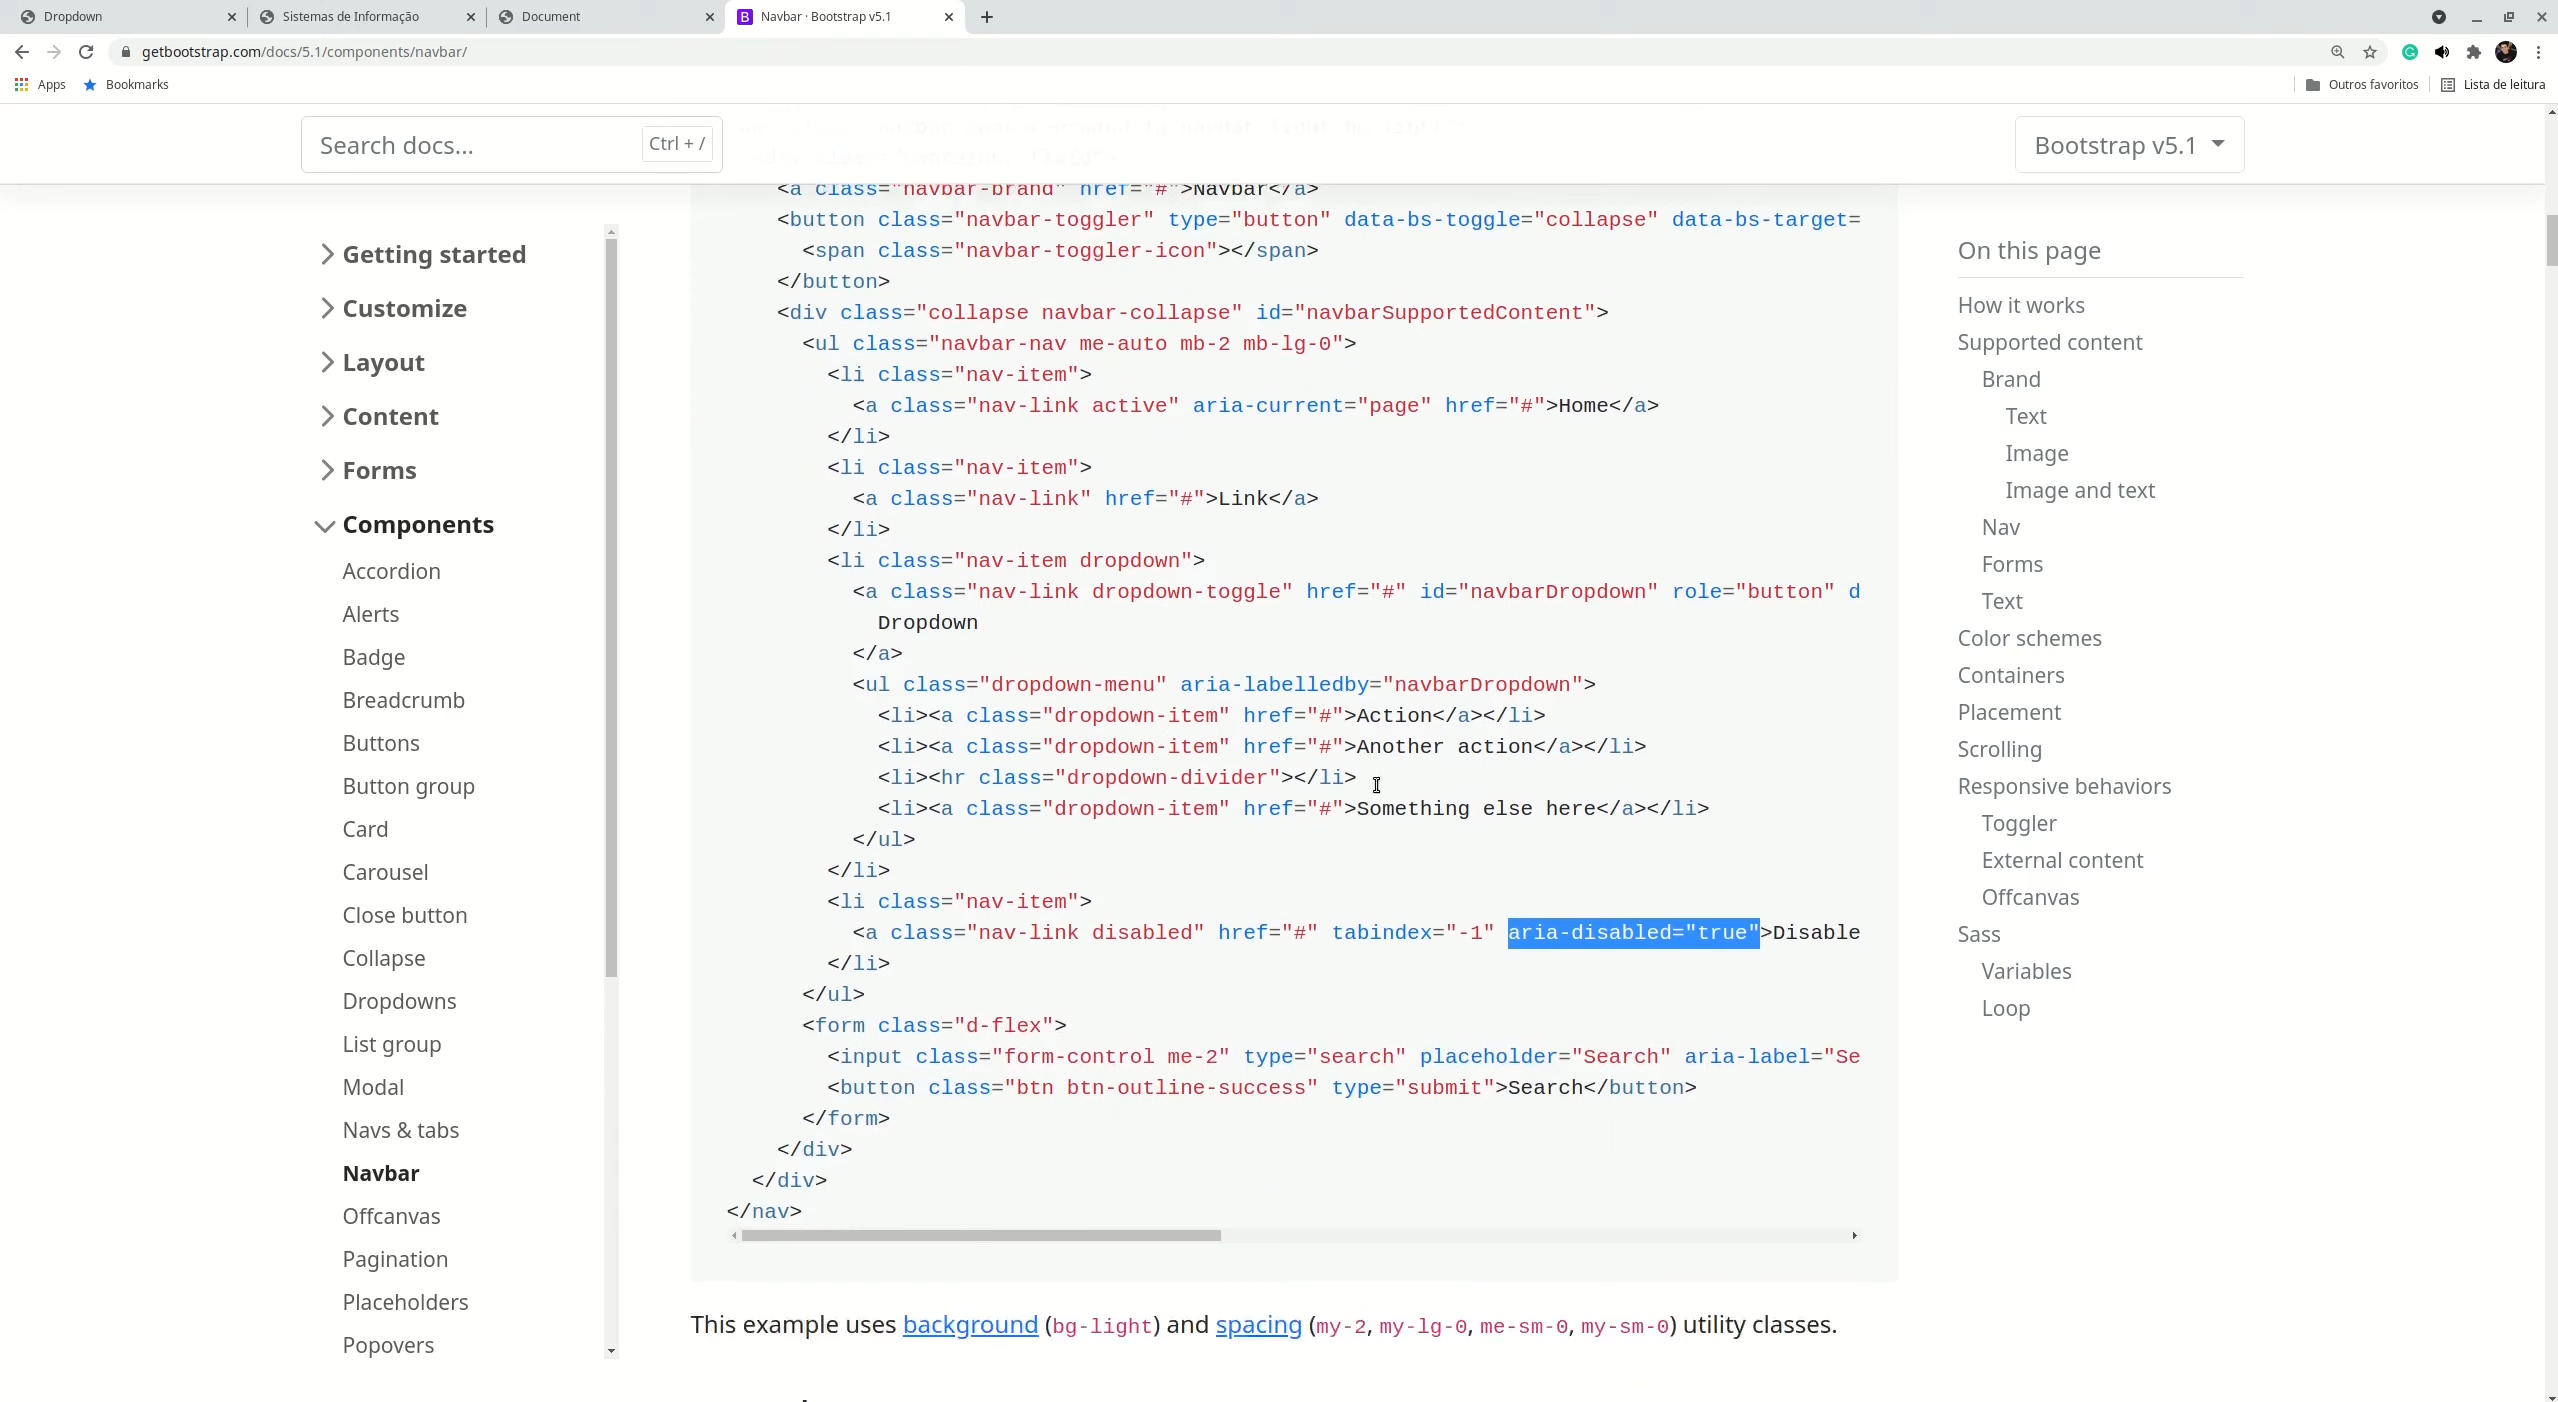 Dropdown
Sistemas de Informação
Document
Navbar · Bootstrap v5.1
getbootstrap.com/docs/5.1/components/navbar/
Apps
Bookmarks
Outros favoritos
Lista de leitura
Search docs...
Ctrl + /
Bootstrap v5.1
Getting started
Customize
Layout
Content
Forms
Components
Accordion
Alerts
Badge
Breadcrumb
Buttons
Button group
Card
Carousel
Close button
Collapse
Dropdowns
List group
Modal
Navs & tabs
Navbar
Offcanvas
Pagination
Placeholders
Popovers
<a class="navbar-brand" href="#">Navbar</a>
<button class="navbar-toggler" type="button" data-bs-toggle="collapse" data-bs-target=
<span class="navbar-toggler-icon"></span>
</button>
<div class="collapse navbar-collapse" id="navbarSupportedContent">
<ul class="navbar-nav me-auto mb-2 mb-lg-0">
<li class="nav-item">
<a class="nav-link active" aria-current="page" href="#">Home</a>
</li>
<li class="nav-item">
<a class="nav-link" href="#">Link</a>
</li>
<li class="nav-item dropdown">
<a class="nav-link dropdown-toggle" href="#" id="navbarDropdown" role="button" d
Dropdown
</a>
<ul class="dropdown-menu" aria-labelledby="navbarDropdown">
<li><a class="dropdown-item" href="#">Action</a></li>
<li><a class="dropdown-item" href="#">Another action</a></li>
<li><hr class="dropdown-divider"></li>
<li><a class="dropdown-item" href="#">Something else here</a></li>
</ul>
</li>
<li class="nav-item">
<a class="nav-link disabled" href="#" tabindex="-1" aria-disabled="true">Disable
</li>
</ul>
<form class="d-flex">
<input class="form-control me-2" type="search" placeholder="Search" aria-label="Se
<button class="btn btn-outline-success" type="submit">Search</button>
</form>
</div>
</div>
</nav>
This example uses background (bg-light) and spacing (my-2, my-lg-0, me-sm-0, my-sm-0) utility classes.
On this page
How it works
Supported content
Brand
Text
Image
Image and text
Nav
Forms
Text
Color schemes
Containers
Placement
Scrolling
Responsive behaviors
Toggler
External content
Offcanvas
Sass
Variables
Loop